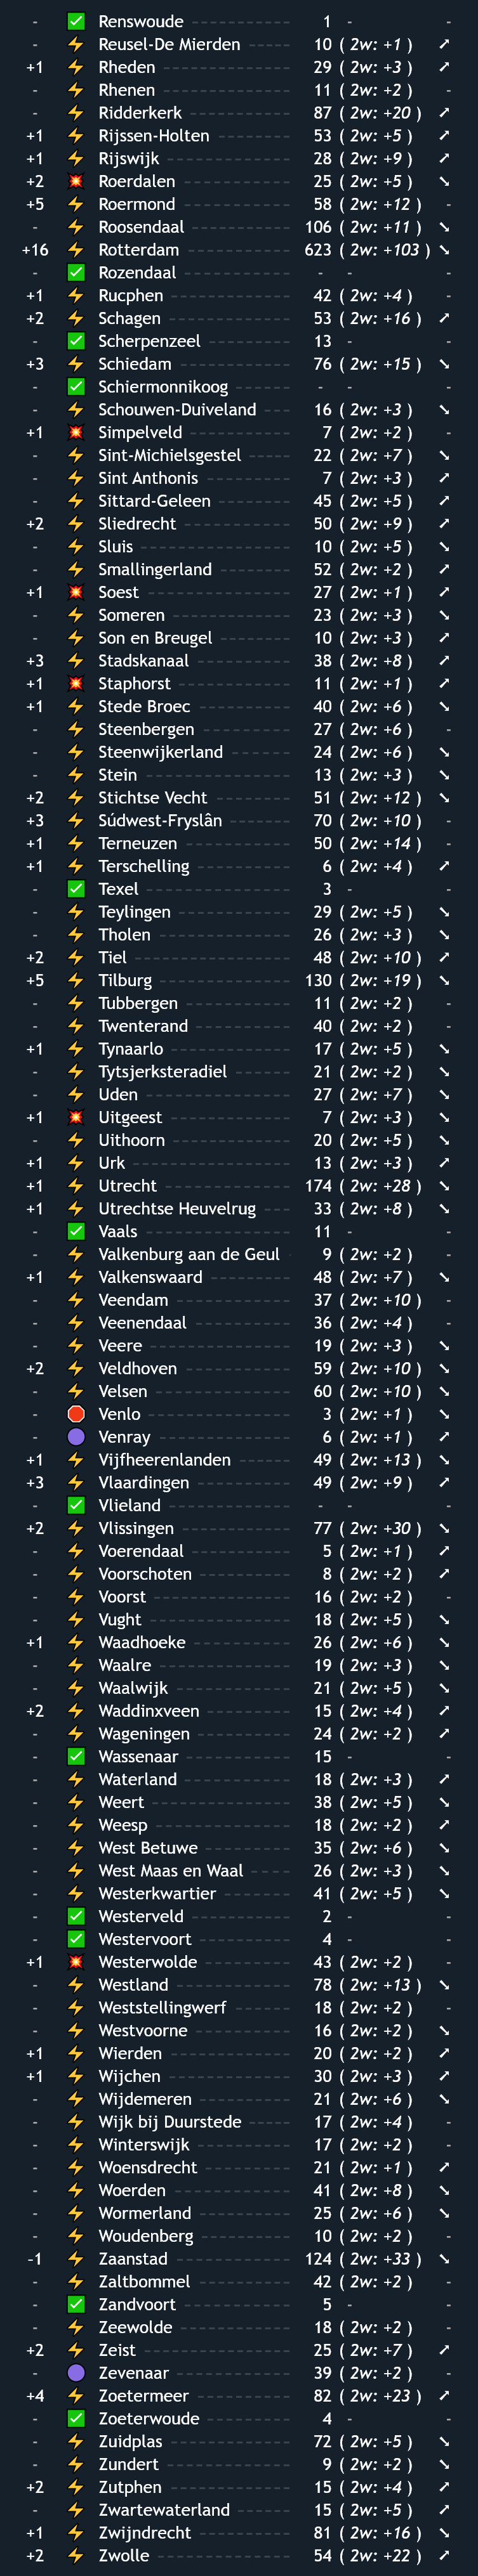 - ✅ Renswoude 1 - -
- ⚡ Reusel-De Mierden 10 ( 2w: +1 ) ↗
+1 ⚡ Rheden 29 ( 2w: +3 ) ↗
- ⚡ Rhenen 11 ( 2w: +2 ) -
- ⚡ Ridderkerk 87 ( 2w: +20 ) ↗
+1 ⚡ Rijssen-Holten 53 ( 2w: +5 ) ↗
+1 ⚡ Rijswijk 28 ( 2w: +9 ) ↗
+2 💥 Roerdalen 25 ( 2w: +5 ) ↘
+5 ⚡ Roermond 58 ( 2w: +12 ) -
- ⚡ Roosendaal 106 ( 2w: +11 ) ↘
+16 ⚡ Rotterdam 623 ( 2w: +103 ) ↘
- ✅ Rozendaal - - -
+1 ⚡ Rucphen 42 ( 2w: +4 ) -
+2 ⚡ Schagen 53 ( 2w: +16 ) ↗
- ✅ Scherpenzeel 13 - -
+3 ⚡ Schiedam 76 ( 2w: +15 ) ↘
- ✅ Schiermonnikoog - - -
- ⚡ Schouwen-Duiveland 16 ( 2w: +3 ) ↘
+1 💥 Simpelveld 7 ( 2w: +2 ) -
- ⚡ Sint-Michielsgestel 22 ( 2w: +7 ) ↘
- ⚡ Sint Anthonis 7 ( 2w: +3 ) ↗
- ⚡ Sittard-Geleen 45 ( 2w: +5 ) ↗
+2 ⚡ Sliedrecht 50 ( 2w: +9 ) ↗
- ⚡ Sluis 10 ( 2w: +5 ) ↘
- ⚡ Smallingerland 52 ( 2w: +2 ) ↗
+1 💥 Soest 27 ( 2w: +1 ) ↗
- ⚡ Someren 23 ( 2w: +3 ) ↘
- ⚡ Son en Breugel 10 ( 2w: +3 ) ↗
+3 ⚡ Stadskanaal 38 ( 2w: +8 ) ↗
+1 💥 Staphorst 11 ( 2w: +1 ) ↗
+1 ⚡ Stede Broec 40 ( 2w: +6 ) ↘
- ⚡ Steenbergen 27 ( 2w: +6 ) -
- ⚡ Steenwijkerland 24 ( 2w: +6 ) ↘
- ⚡ Stein 13 ( 2w: +3 ) ↘
+2 ⚡ Stichtse Vecht 51 ( 2w: +12 ) ↘
+3 ⚡ Súdwest-Fryslân 70 ( 2w: +10 ) -
+1 ⚡ Terneuzen 50 ( 2w: +14 ) -
+1 ⚡ Terschelling 6 ( 2w: +4 ) ↗
- ✅ Texel 3 - -
- ⚡ Teylingen 29 ( 2w: +5 ) ↘
- ⚡ Tholen 26 ( 2w: +3 ) ↘
+2 ⚡ Tiel 48 ( 2w: +10 ) ↗
+5 ⚡ Tilburg 130 ( 2w: +19 ) ↘
- ⚡ Tubbergen 11 ( 2w: +2 ) -
- ⚡ Twenterand 40 ( 2w: +2 ) -
+1 ⚡ Tynaarlo 17 ( 2w: +5 ) ↘
- ⚡ Tytsjerksteradiel 21 ( 2w: +2 ) ↘
- ⚡ Uden 27 ( 2w: +7 ) ↘
+1 💥 Uitgeest 7 ( 2w: +3 ) ↘
- ⚡ Uithoorn 20 ( 2w: +5 ) ↘
+1 ⚡ Urk 13 ( 2w: +3 ) ↗
+1 ⚡ Utrecht 174 ( 2w: +28 ) ↘
+1 ⚡ Utrechtse Heuvelrug 33 ( 2w: +8 ) ↘
- ✅ Vaals 11 - -
- ⚡ Valkenburg aan de Geul 9 ( 2w: +2 ) -
+1 ⚡ Valkenswaard 48 ( 2w: +7 ) ↘
- ⚡ Veendam 37 ( 2w: +10 ) -
- ⚡ Veenendaal 36 ( 2w: +4 ) -
- ⚡ Veere 19 ( 2w: +3 ) ↘
+2 ⚡ Veldhoven 59 ( 2w: +10 ) ↘
- ⚡ Velsen 60 ( 2w: +10 ) ↘
- 🛑 Venlo 3 ( 2w: +1 ) ↘
- 🟣 Venray 6 ( 2w: +1 ) ↗
+1 ⚡ Vijfheerenlanden 49 ( 2w: +13 ) ↘
+3 ⚡ Vlaardingen 49 ( 2w: +9 ) ↗
- ✅ Vlieland - - -
+2 ⚡ Vlissingen 77 ( 2w: +30 ) ↘
- ⚡ Voerendaal 5 ( 2w: +1 ) ↗
- ⚡ Voorschoten 8 ( 2w: +2 ) ↗
- ⚡ Voorst 16 ( 2w: +2 ) -
- ⚡ Vught 18 ( 2w: +5 ) ↘
+1 ⚡ Waadhoeke 26 ( 2w: +6 ) ↘
- ⚡ Waalre 19 ( 2w: +3 ) ↘
- ⚡ Waalwijk 21 ( 2w: +5 ) ↘
+2 ⚡ Waddinxveen 15 ( 2w: +4 ) ↗
- ⚡ Wageningen 24 ( 2w: +2 ) ↗
- ✅ Wassenaar 15 - -
- ⚡ Waterland 18 ( 2w: +3 ) ↗
- ⚡ Weert 38 ( 2w: +5 ) ↘
- ⚡ Weesp 18 ( 2w: +2 ) ↗
- ⚡ West Betuwe 35 ( 2w: +6 ) ↘
- ⚡ West Maas en Waal 26 ( 2w: +3 ) ↘
- ⚡ Westerkwartier 41 ( 2w: +5 ) ↘
- ✅ Westerveld 2 - -
- ✅ Westervoort 4 - -
+1 💥 Westerwolde 43 ( 2w: +2 ) -
- ⚡ Westland 78 ( 2w: +13 ) ↘
- ⚡ Weststellingwerf 18 ( 2w: +2 ) -
- ⚡ Westvoorne 16 ( 2w: +2 ) ↘
+1 ⚡ Wierden 20 ( 2w: +2 ) ↗
+1 ⚡ Wijchen 30 ( 2w: +3 ) ↗
- ⚡ Wijdemeren 21 ( 2w: +6 ) ↘
- ⚡ Wijk bij Duurstede 17 ( 2w: +4 ) -
- ⚡ Winterswijk 17 ( 2w: +2 ) -
- ⚡ Woensdrecht 21 ( 2w: +1 ) ↗
- ⚡ Woerden 41 ( 2w: +8 ) ↘
- ⚡ Wormerland 25 ( 2w: +6 ) ↘
- ⚡ Woudenberg 10 ( 2w: +2 ) -
-1 ⚡ Zaanstad 124 ( 2w: +33 ) ↘
- ⚡ Zaltbommel 42 ( 2w: +2 ) -
- ✅ Zandvoort 5 - -
- ⚡ Zeewolde 18 ( 2w: +2 ) -
+2 ⚡ Zeist 25 ( 2w: +7 ) ↗
- 🟣 Zevenaar 39 ( 2w: +2 ) -
+4 ⚡ Zoetermeer 82 ( 2w: +23 ) ↗
- ✅ Zoeterwoude 4 - -
- ⚡ Zuidplas 72 ( 2w: +5 ) ↘
- ⚡ Zundert 9 ( 2w: +2 ) ↘
+2 ⚡ Zutphen 15 ( 2w: +4 ) ↗
- ⚡ Zwartewaterland 15 ( 2w: +5 ) ↗
+1 ⚡ Zwijndrecht 81 ( 2w: +16 ) ↘
+2 ⚡ Zwolle 54 ( 2w: +22 ) ↗